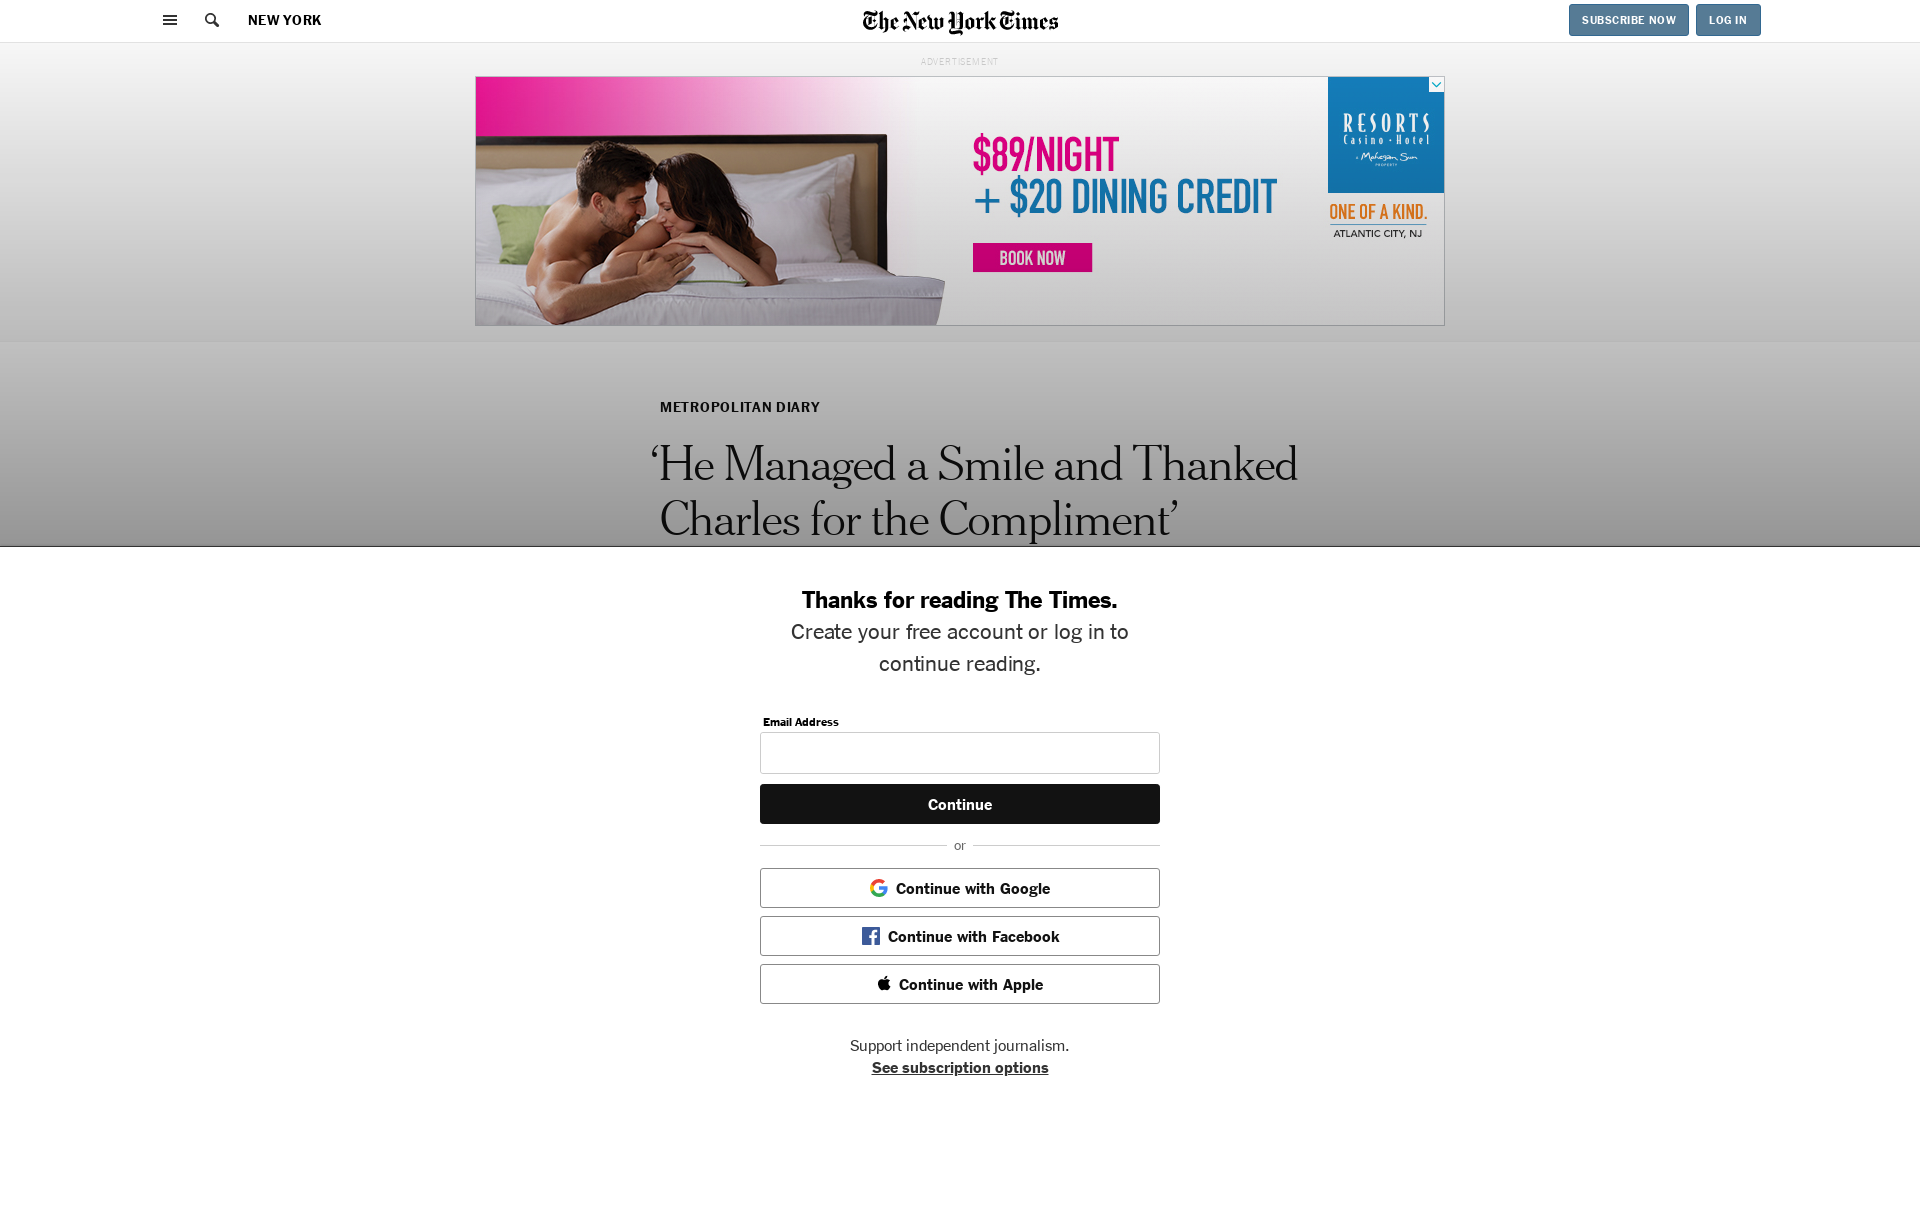 NEW YORK
The New York Times
SUBSCRIBE NOW
LOG IN
ADVERTISEMENT
$89/NIGHT
+ $20 DINING CREDIT
BOOK NOW
RESORTS
Casino · Hotel
a Mohegan Sun
PROPERTY
ONE OF A KIND.
ATLANTIC CITY, NJ
METROPOLITAN DIARY
‘He Managed a Smile and Thanked
Charles for the Compliment’
Thanks for reading The Times.
Create your free account or log in to
continue reading.
Email Address
Continue
or
Continue with Google
Continue with Facebook
Continue with Apple
Support independent journalism.
See subscription options